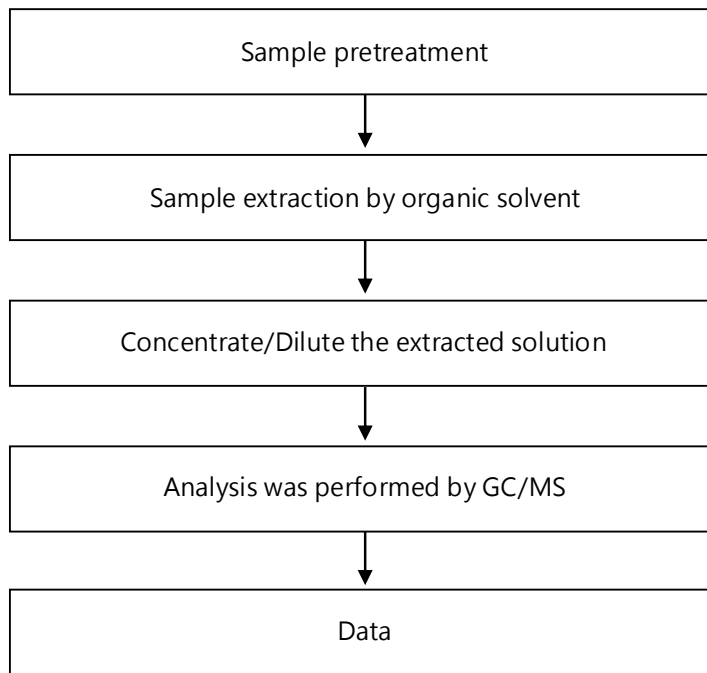 Sample pretreatment
Sample extraction by organic solvent
Concentrate/Dilute the extracted solution
Analysis was performed by GC/MS
Data